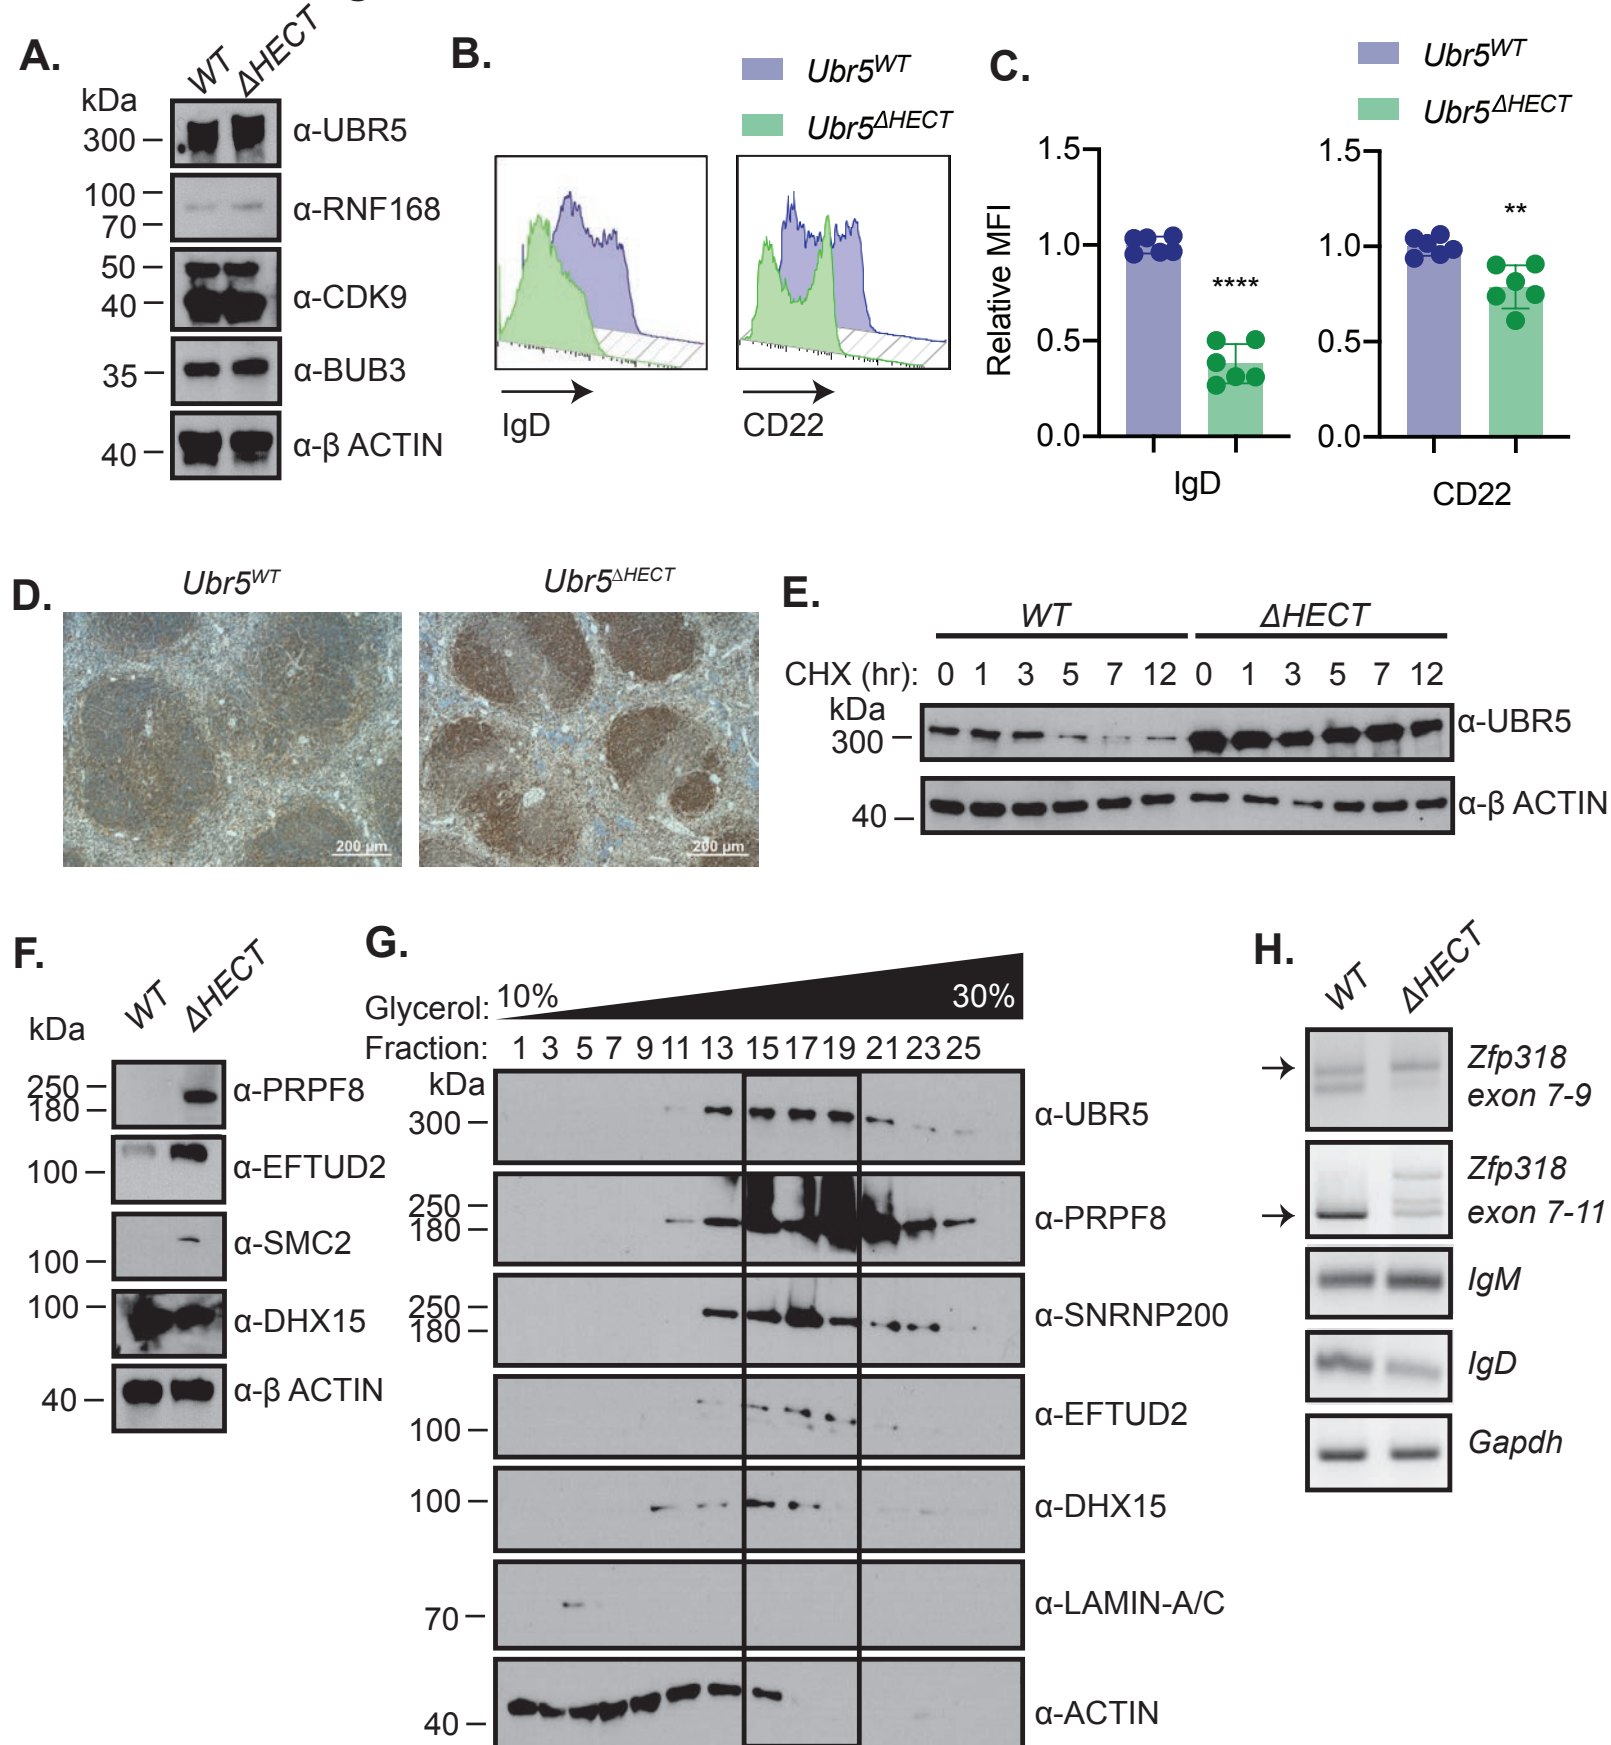 A.
WT ΔHECT
kDa
300
α-UBR5
100
70
α-RNF168
50
40
α-CDK9
35
α-BUB3
40
α-β ACTIN
B.
Ubr5WT
Ubr5ΔHECT
IgD
CD22
C.
Ubr5WT
Ubr5ΔHECT
Relative MFI
1.5
1.0
0.5
0.0
****
IgD
1.5
1.0
0.5
0.0
**
CD22
D.
Ubr5WT
Ubr5ΔHECT
200 µm
200 µm
E.
WT ΔHECT
CHX (hr): 0 1 3 5 7 12 0 1 3 5 7 12
kDa
300
α-UBR5
40
α-β ACTIN
F.
WT ΔHECT
kDa
250
180
α-PRPF8
100
α-EFTUD2
100
α-SMC2
100
α-DHX15
40
α-β ACTIN
G.
Glycerol: 10% 30%
Fraction: 1 3 5 7 9 11 13 15 17 19 21 23 25
kDa
300
α-UBR5
250
180
α-PRPF8
250
180
α-SNRNP200
100
α-EFTUD2
100
α-DHX15
70
α-LAMIN-A/C
40
α-ACTIN
H.
WT ΔHECT
Zfp318
exon 7-9
Zfp318
exon 7-11
IgM
IgD
Gapdh